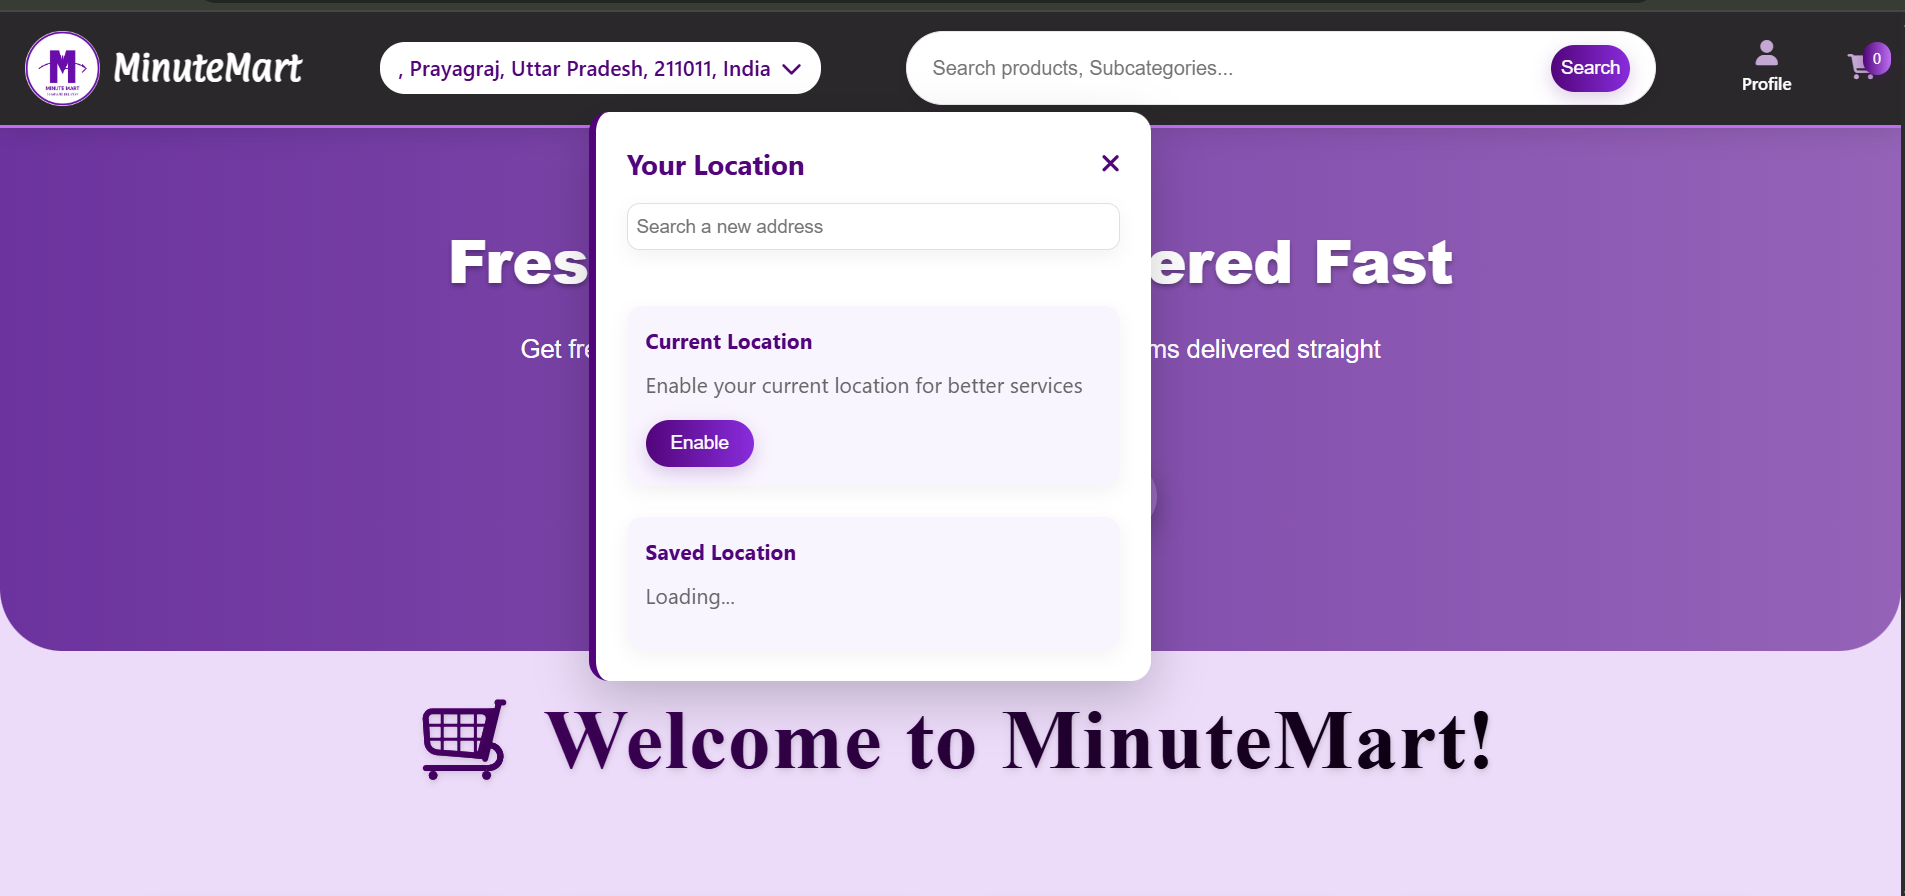 MinuteMart
M
MINUTE MART
, Prayagraj, Uttar Pradesh, 211011, India
Search products, Subcategories...
Search
Profile
0
Your Location
Search a new address
Fres
ered Fast
Current Location
Get fre
ms delivered straight
Enable your current location for better services
Enable
Saved Location
Loading...
Welcome to MinuteMart!